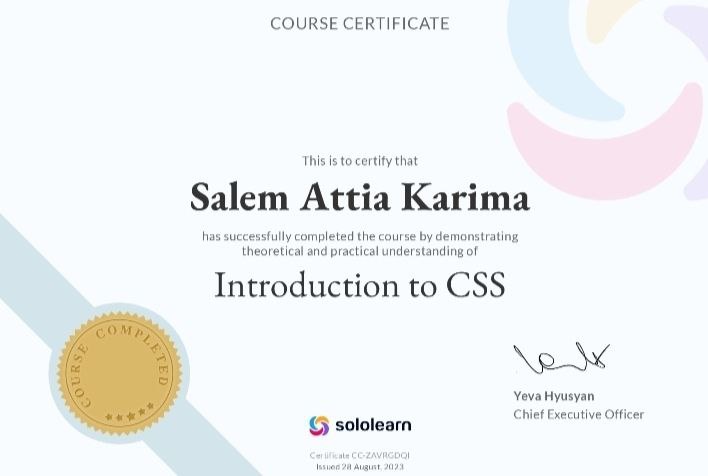 COURSE CERTIFICATE
This is to certify that
Salem Attia Karima
has successfully completed the course by demonstrating
theoretical and practical understanding of
Introduction to CSS
COURSE COMPLETED
Yeva Hyusyan
Chief Executive Officer
sololearn
Certificate CC-ZAVRGDQI
Issued 28 August, 2023